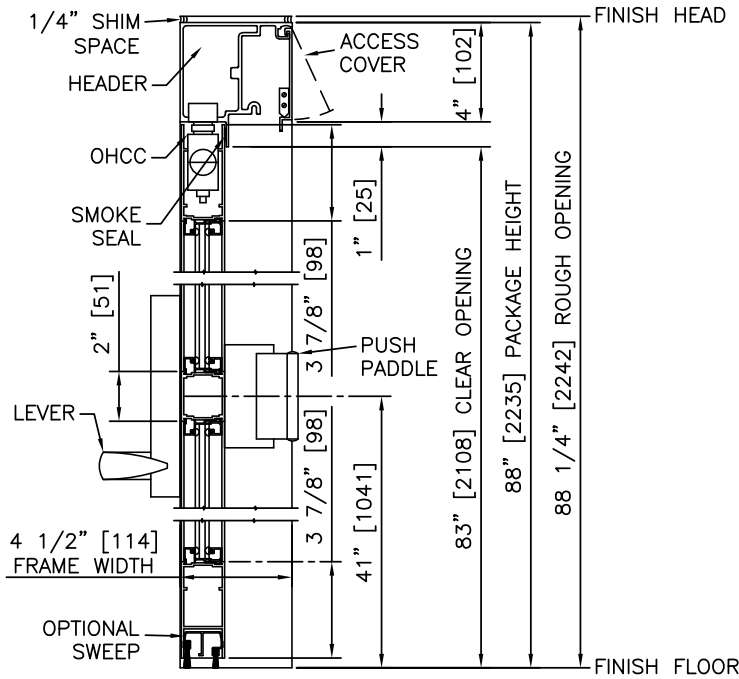 1/4" SHIM
SPACE
HEADER
OHCC
SMOKE
SEAL
2" [51]
LEVER
4 1/2" [114]
FRAME WIDTH
OPTIONAL
SWEEP
ACCESS
COVER
PUSH
PADDLE
3 7/8" [98]
3 7/8" [98]
1" [25]
41" [1041]
4" [102]
83" [2108] CLEAR OPENING
88" [2235] PACKAGE HEIGHT
88 1/4" [2242] ROUGH OPENING
FINISH HEAD
FINISH FLOOR